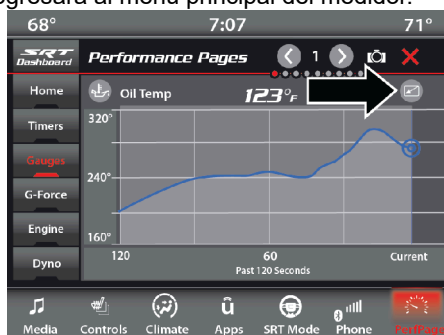 egresará al menú principal del medidor.
68° 7:07 71°
SRT Dashboard Performance Pages 1
Home
Oil Temp 123°F
Timers
320°
Gauges
240°
G-Force
Engine
160°
120 60 Current
Dyno
Past 120 Seconds
Media Controls Climate Apps SRT Mode Phone PerfPage